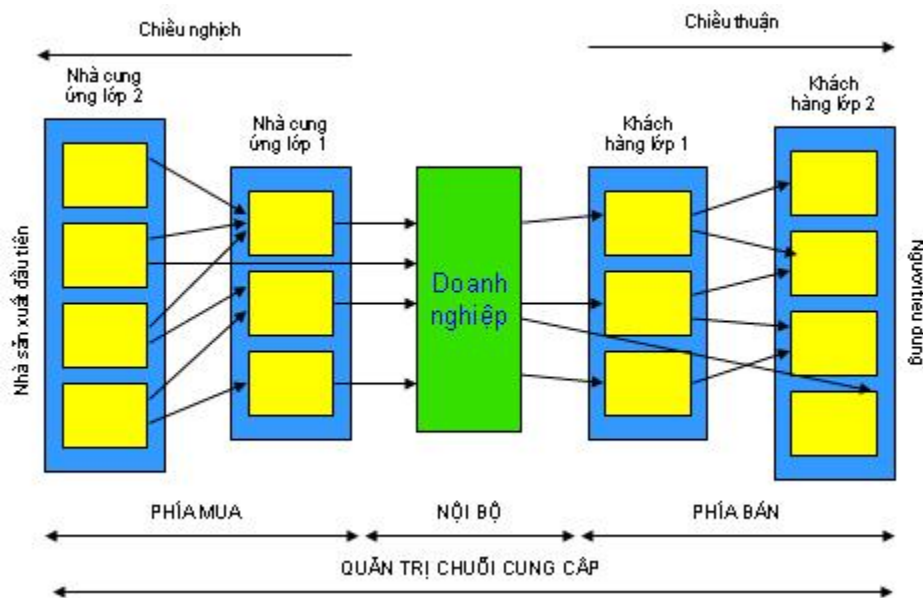 Chiều nghịch
Chiều thuận
Nhà cung
ứng lớp 2
Nhà cung
ứng lớp 1
Khách
hàng lớp 1
Khách
hàng lớp 2
Nhà sản xuất đầu tiên
Doanh
nghiệp
Người tiêu dùng
PHÍA MUA
NỘI BỘ
PHÍA BÁN
QUẢN TRỊ CHUỖI CUNG CẤP